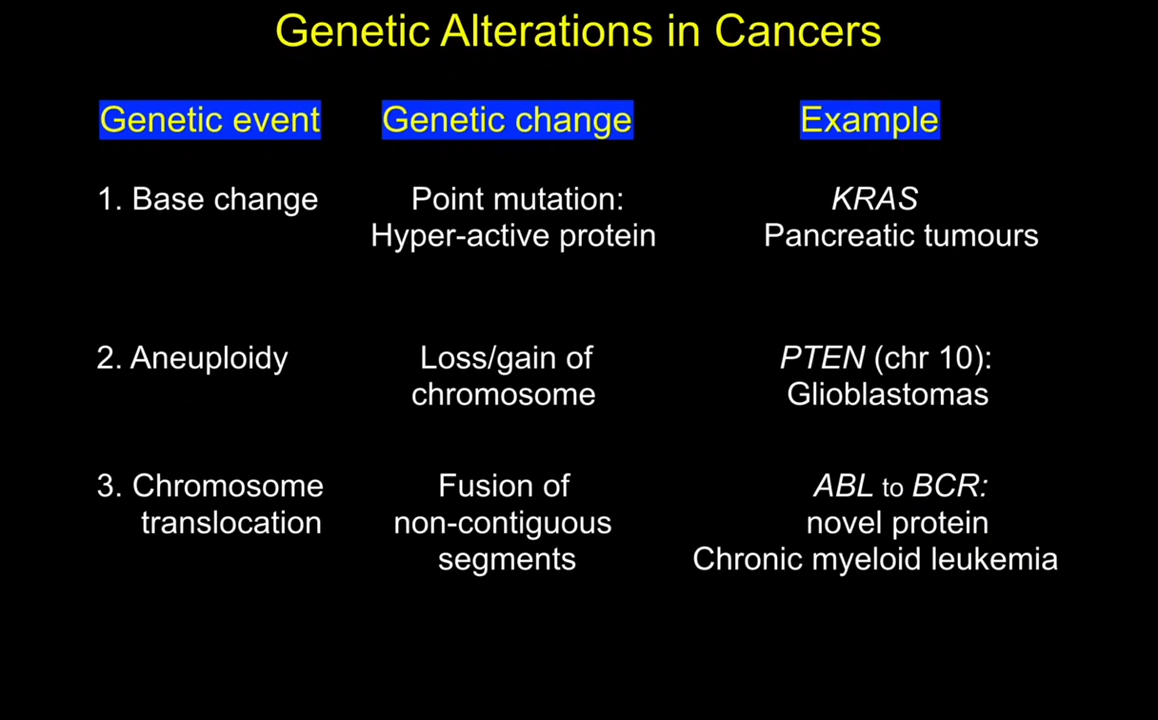 Genetic Alterations in Cancers
Genetic event Genetic change Example
1. Base change Point mutation: KRAS
Hyper-active protein Pancreatic tumours
2. Aneuploidy Loss/gain of PTEN (chr 10):
chromosome Glioblastomas
3. Chromosome Fusion of ABL to BCR:
translocation non-contiguous novel protein
segments Chronic myeloid leukemia